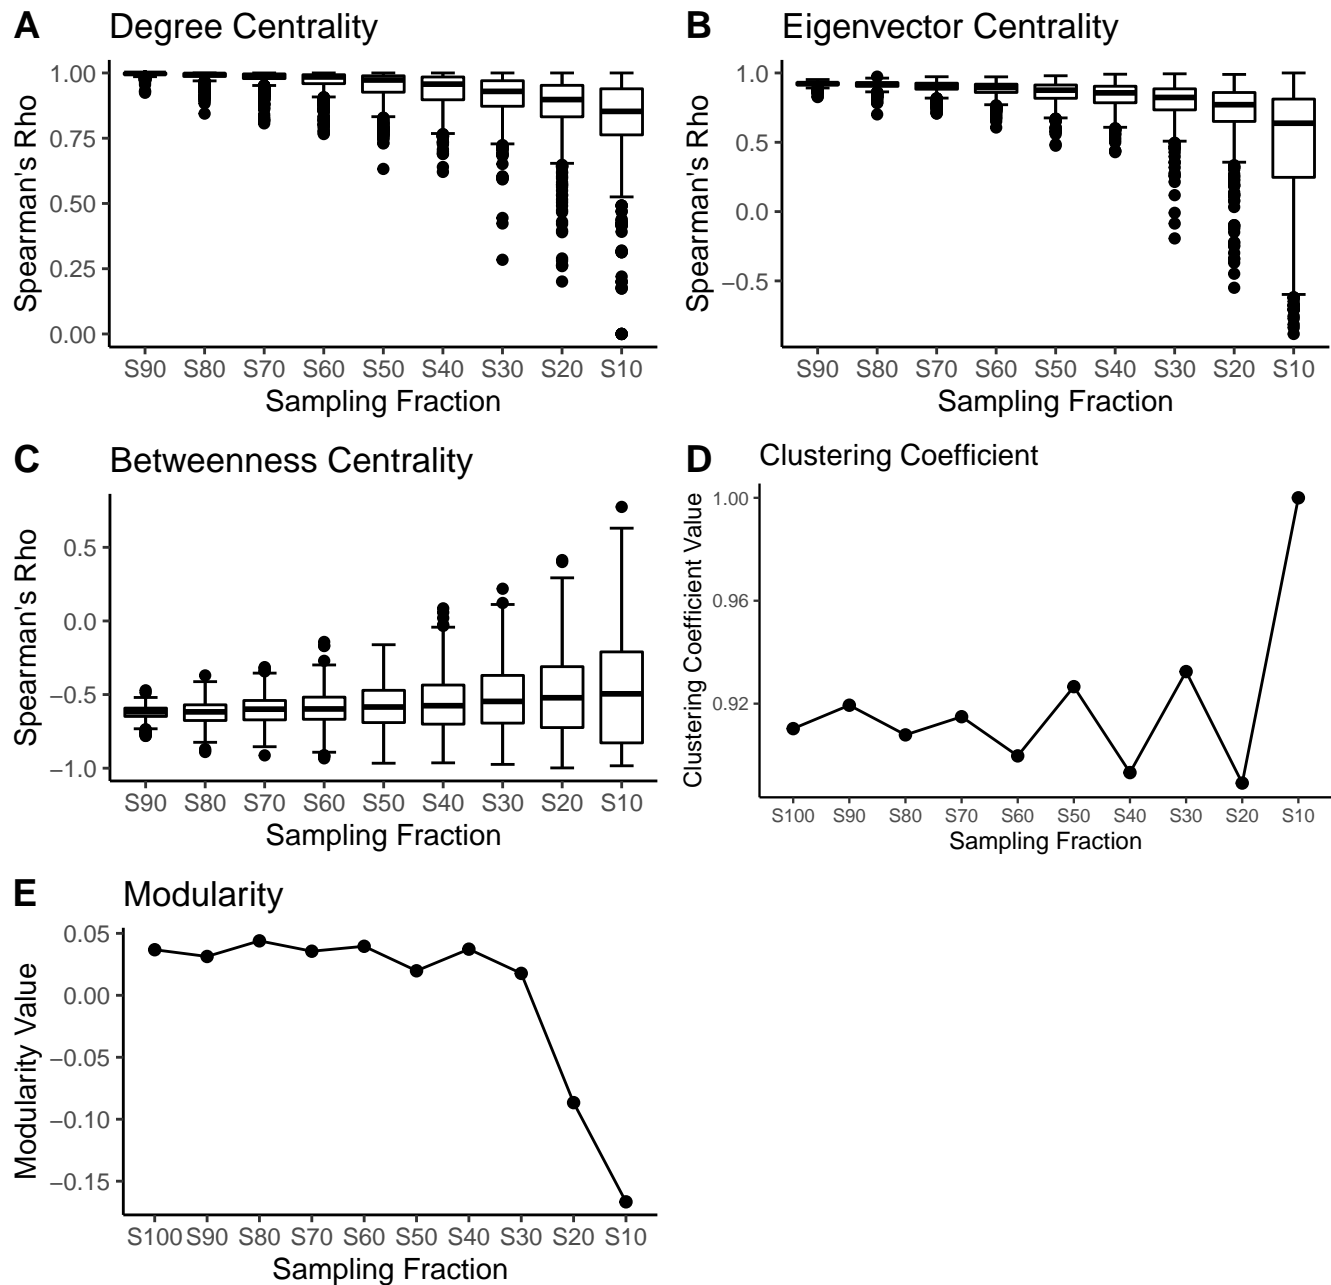 A Degree Centrality
1.00
0.75
0.50
0.25
0.00
Spearman's Rho
S90 S80 S70 S60 S50 S40 S30 S20 S10
Sampling Fraction
B Eigenvector Centrality
1.0
0.5
0.0
−0.5
Spearman's Rho
S90 S80 S70 S60 S50 S40 S30 S20 S10
Sampling Fraction
C Betweenness Centrality
0.5
0.0
−0.5
−1.0
Spearman's Rho
S90 S80 S70 S60 S50 S40 S30 S20 S10
Sampling Fraction
D Clustering Coefficient
1.00
0.96
0.92
Clustering Coefficient Value
S100 S90 S80 S70 S60 S50 S40 S30 S20 S10
Sampling Fraction
E Modularity
0.05
0.00
−0.05
−0.10
−0.15
Modularity Value
S100 S90 S80 S70 S60 S50 S40 S30 S20 S10
Sampling Fraction